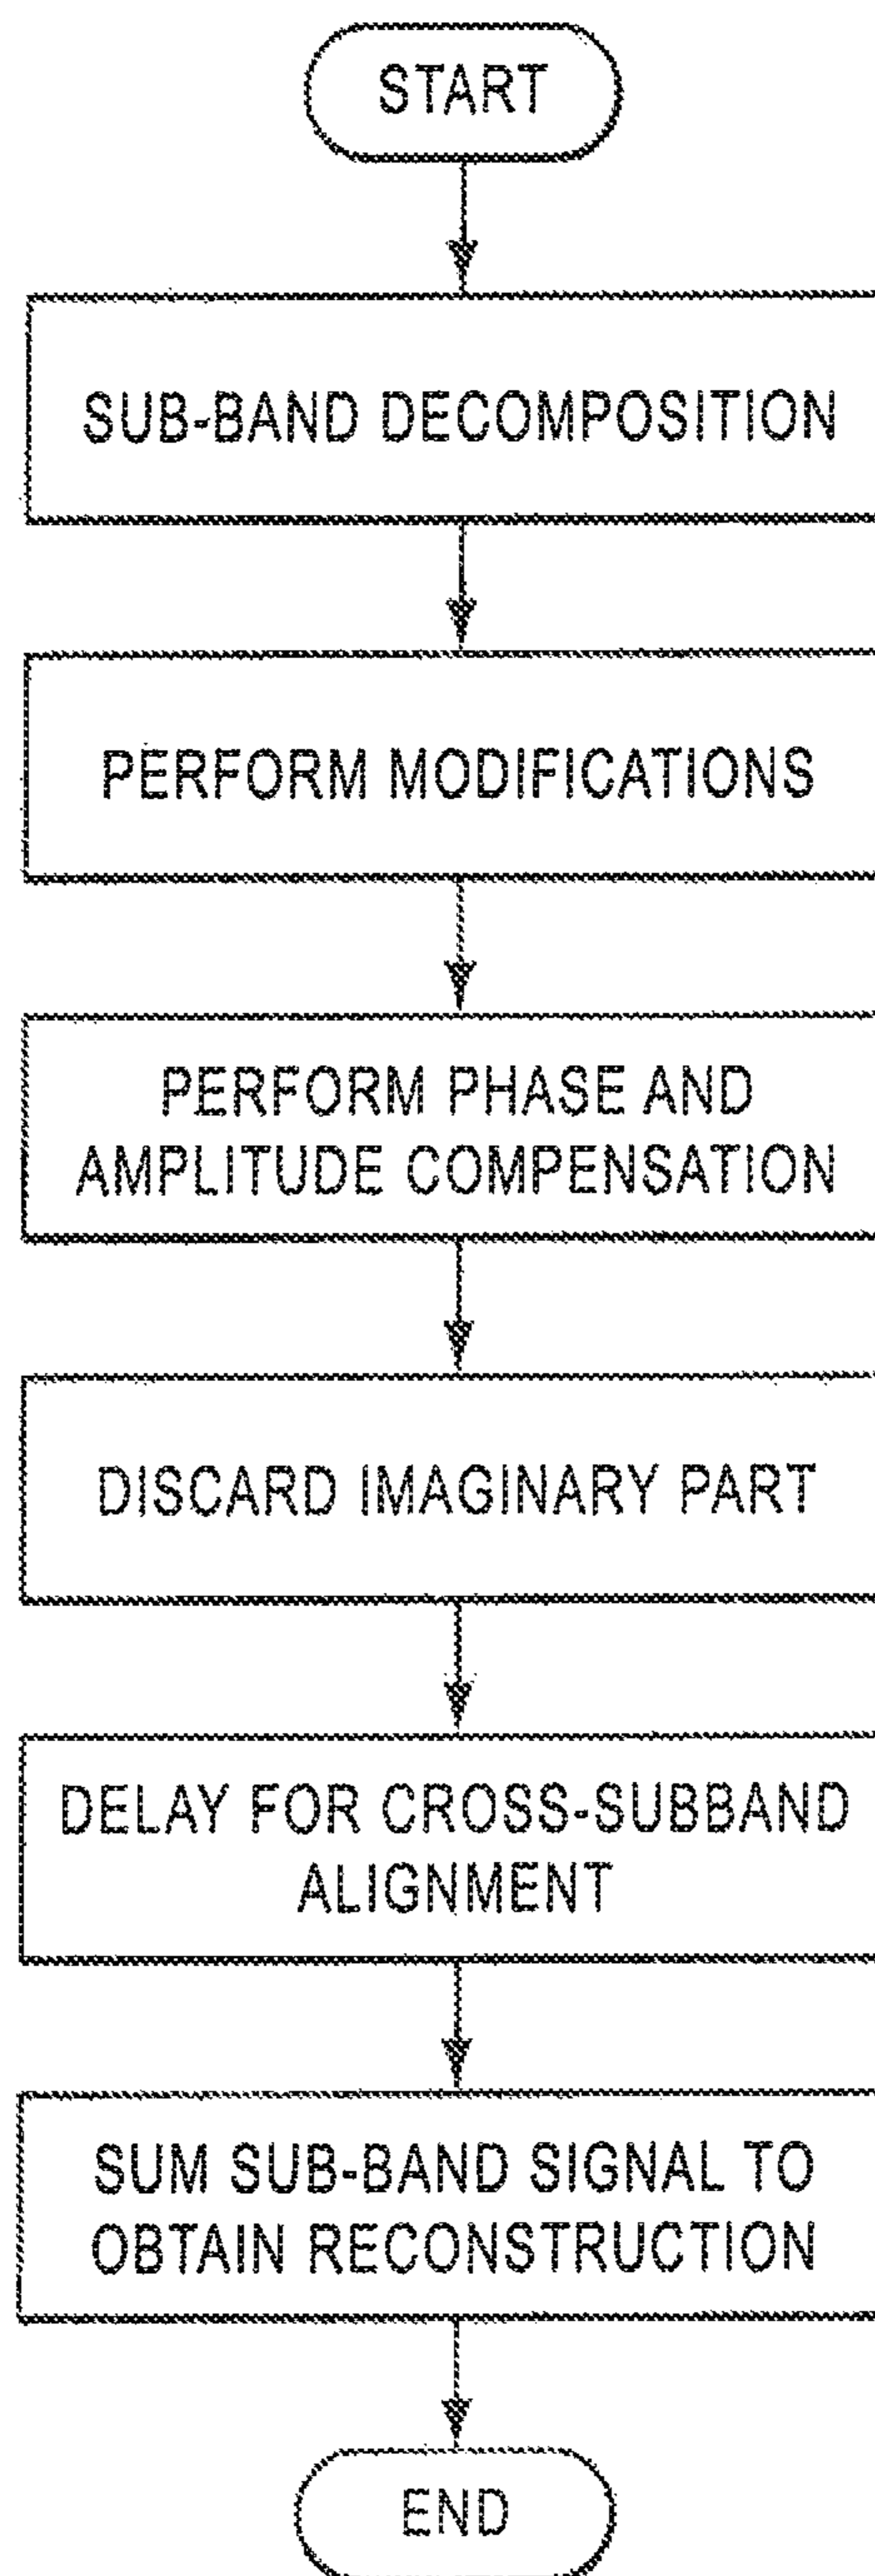 START
SUB-BAND DECOMPOSITION
PERFORM MODIFICATIONS
PERFORM PHASE AND
AMPLITUDE COMPENSATION
DISCARD IMAGINARY PART
DELAY FOR CROSS-SUBBAND
ALIGNMENT
SUM SUB-BAND SIGNAL TO
OBTAIN RECONSTRUCTION
END